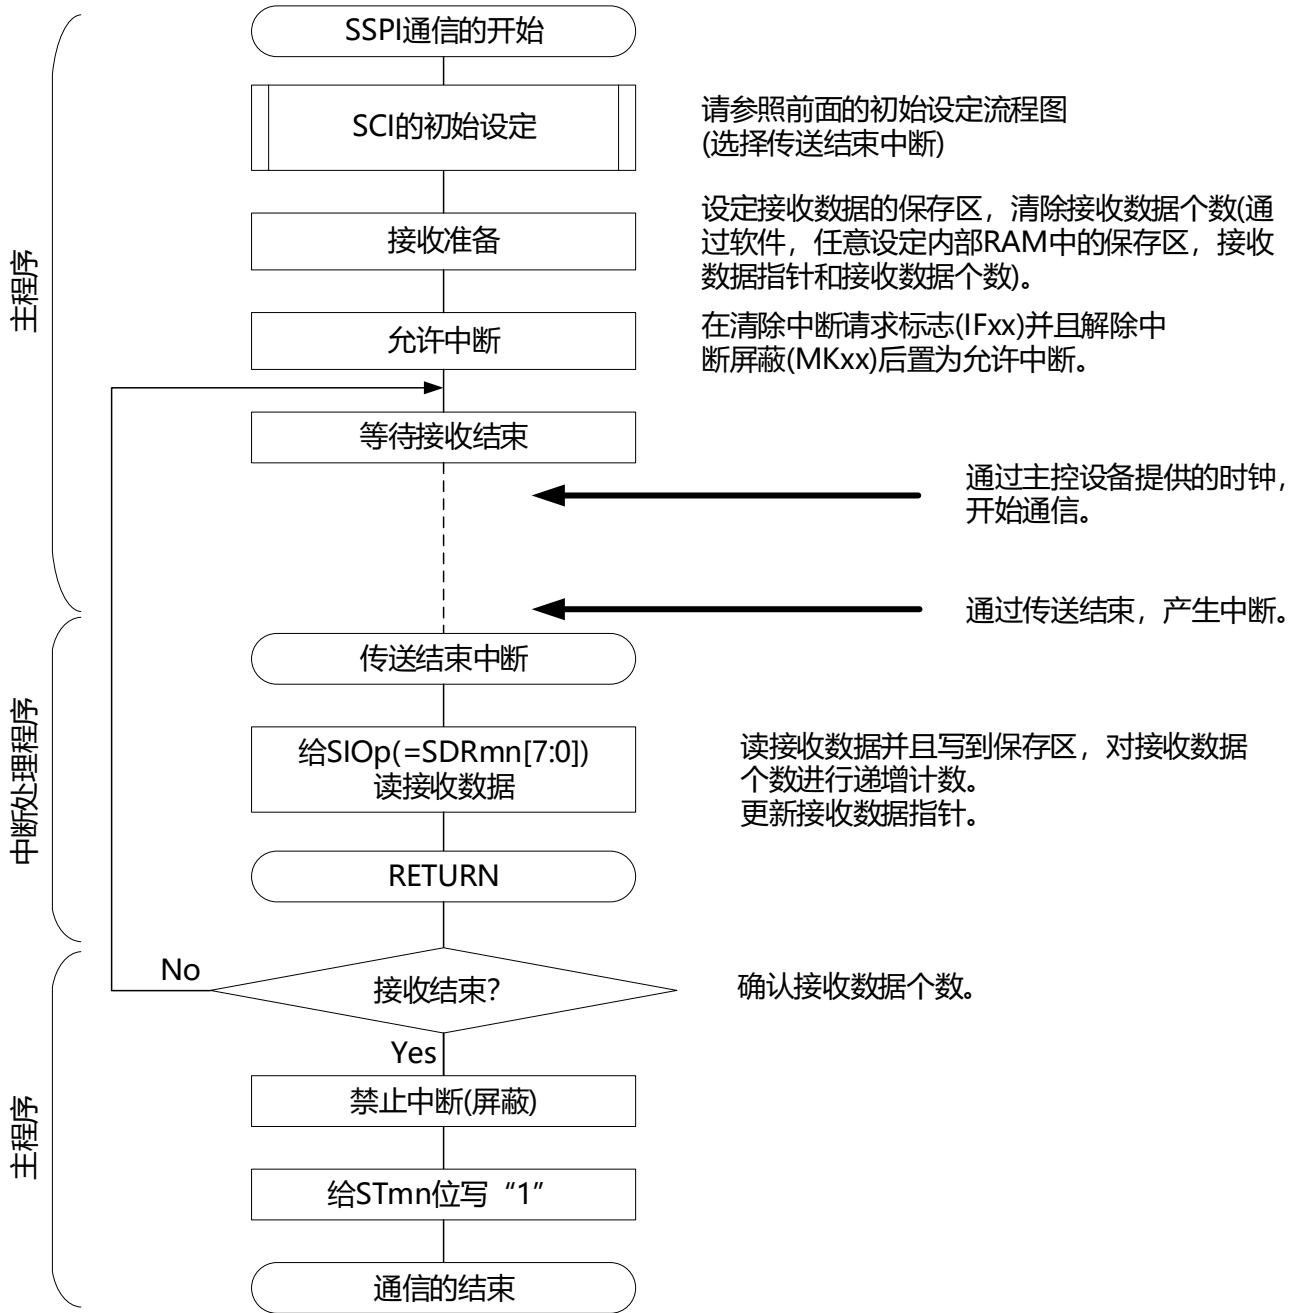 SSPI通信的开始
SCI的初始设定
请参照前面的初始设定流程图
(选择传送结束中断)
接收准备
设定接收数据的保存区，清除接收数据个数(通
过软件，任意设定内部RAM中的保存区，接收
数据指针和接收数据个数)。
主程序
允许中断
在清除中断请求标志(IFxx)并且解除中
断屏蔽(MKxx)后置为允许中断。
等待接收结束
通过主控设备提供的时钟，
开始通信。
通过传送结束，产生中断。
传送结束中断
中断处理程序
给SIOp(=SDRmn[7:0])
读接收数据
读接收数据并且写到保存区，对接收数据
个数进行递增计数。
更新接收数据指针。
RETURN
No
接收结束?
确认接收数据个数。
Yes
禁止中断(屏蔽)
主程序
给STmn位写“1”
通信的结束